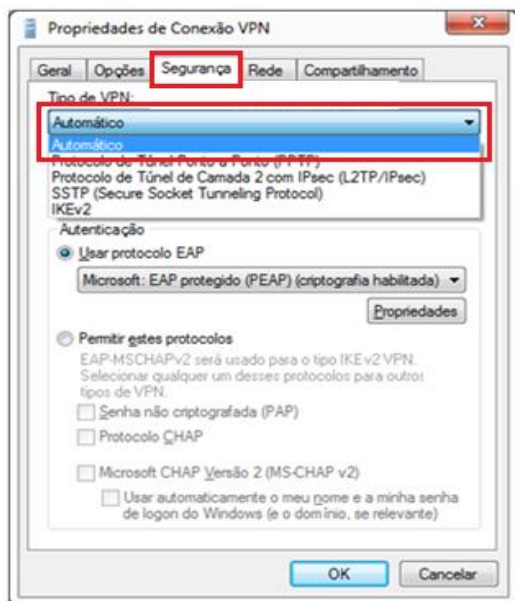 Propriedades de Conexão VPN
Geral Opções Segurança Rede Compartilhamento
Tipo de VPN:
Automático
Automático
Protocolo de Túnel Ponto a Ponto (PPTP)
Protocolo de Túnel de Camada 2 com IPsec (L2TP/IPsec)
SSTP (Secure Socket Tunneling Protocol)
IKEv2
Autenticação
Usar protocolo EAP
Microsoft: EAP protegido (PEAP) (criptografia habilitada)
Propriedades
Permitir estes protocolos
EAP-MSCHAPv2 será usado para o tipo IKEv2 VPN.
Selecionar qualquer um desses protocolos para outros
tipos de VPN.
Senha não criptografada (PAP)
Protocolo CHAP
Microsoft CHAP Versão 2 (MS-CHAP v2)
Usar automaticamente o meu nome e a minha senha
de logon do Windows (e o domínio, se relevante)
OK Cancelar